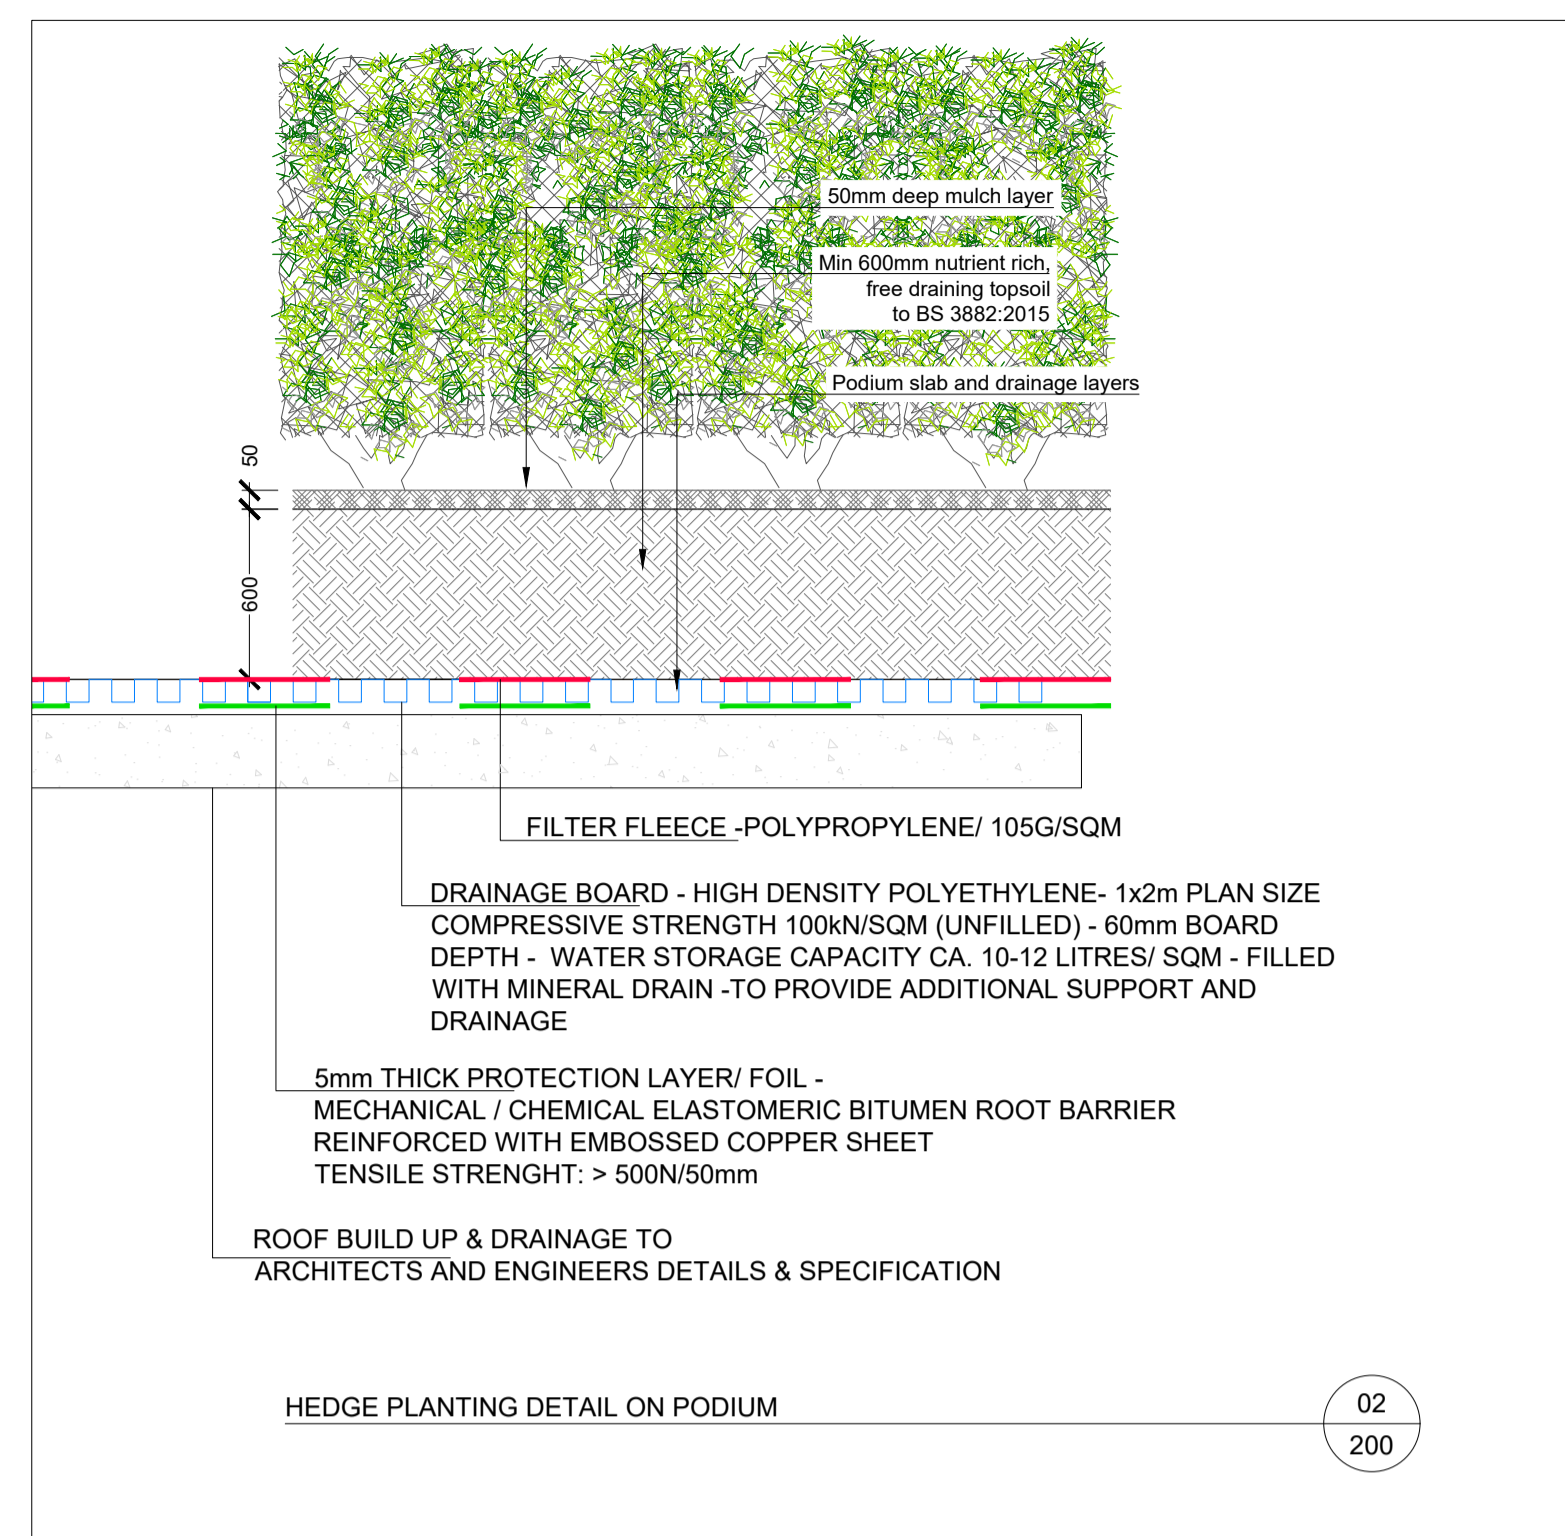 50mm deep mulch layer
Min 600mm nutrient rich,
free draining topsoil
to BS 3882:2015
Podium slab and drainage layers
50
600
FILTER FLEECE -POLYPROPYLENE/ 105G/SQM
DRAINAGE BOARD - HIGH DENSITY POLYETHYLENE- 1x2m PLAN SIZE
COMPRESSIVE STRENGTH 100kN/SQM (UNFILLED) - 60mm BOARD
DEPTH - WATER STORAGE CAPACITY CA. 10-12 LITRES/ SQM - FILLED
WITH MINERAL DRAIN -TO PROVIDE ADDITIONAL SUPPORT AND
DRAINAGE
5mm THICK PROTECTION LAYER/ FOIL -
MECHANICAL / CHEMICAL ELASTOMERIC BITUMEN ROOT BARRIER
REINFORCED WITH EMBOSSED COPPER SHEET
TENSILE STRENGHT: > 500N/50mm
ROOF BUILD UP & DRAINAGE TO
ARCHITECTS AND ENGINEERS DETAILS & SPECIFICATION
HEDGE PLANTING DETAIL ON PODIUM
02
200